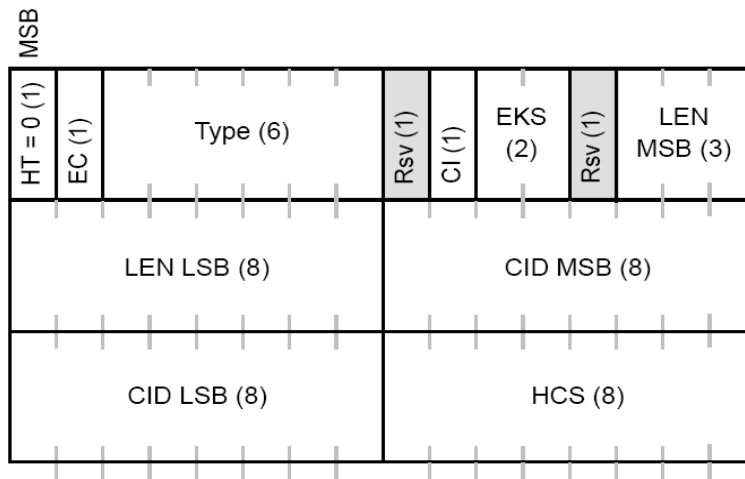 MSB
HT = 0 (1)
EC (1)
Type (6)
Rsv (1)
CI (1)
EKS
(2)
Rsv (1)
LEN
MSB (3)
LEN LSB (8)
CID MSB (8)
CID LSB (8)
HCS (8)